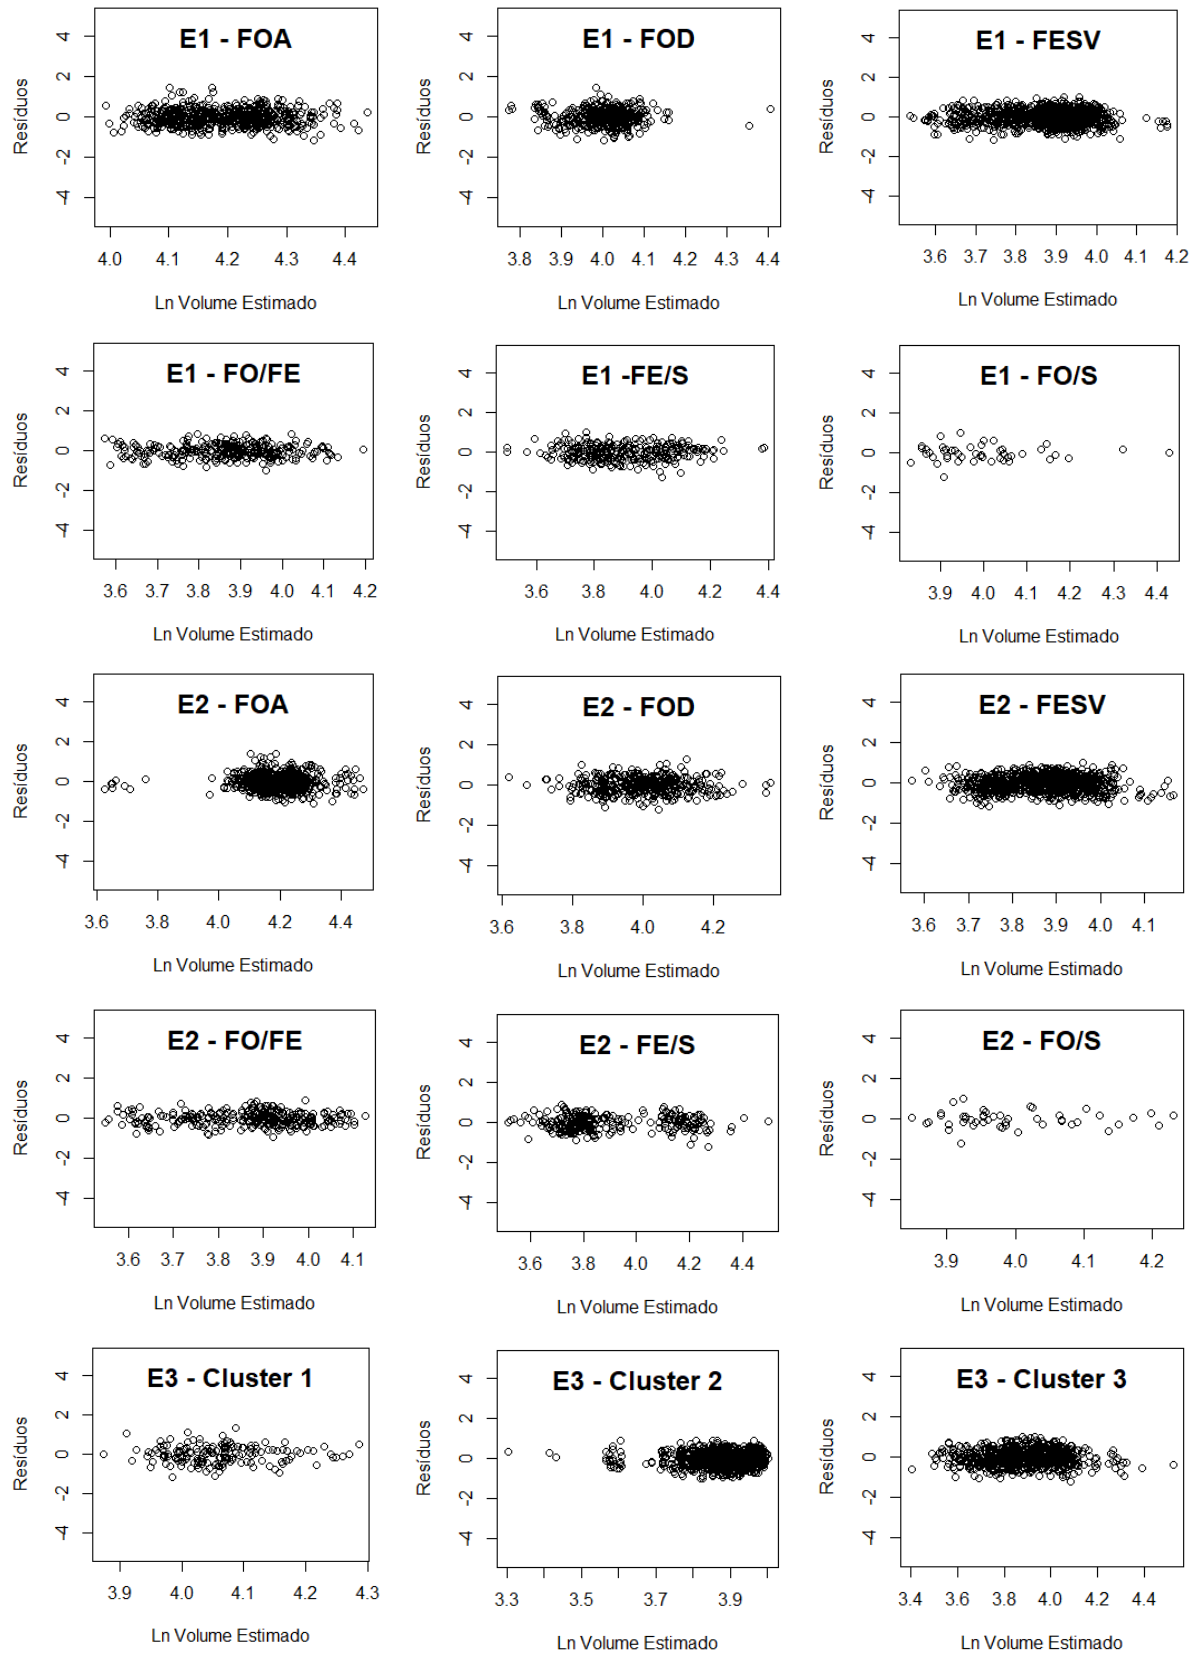 E1 - FOA
Resíduos
4
2
0
-2
-4
4.0 4.1 4.2 4.3 4.4
Ln Volume Estimado
E1 - FOD
Resíduos
4
2
0
-2
-4
3.8 3.9 4.0 4.1 4.2 4.3 4.4
Ln Volume Estimado
E1 - FESV
Resíduos
4
2
0
-2
-4
3.6 3.7 3.8 3.9 4.0 4.1 4.2
Ln Volume Estimado
E1 - FO/FE
Resíduos
4
2
0
-2
-4
3.6 3.7 3.8 3.9 4.0 4.1 4.2
Ln Volume Estimado
E1 -FE/S
Resíduos
4
2
0
-2
-4
3.6 3.8 4.0 4.2 4.4
Ln Volume Estimado
E1 - FO/S
Resíduos
4
2
0
-2
-4
3.9 4.0 4.1 4.2 4.3 4.4
Ln Volume Estimado
E2 - FOA
Resíduos
4
2
0
-2
-4
3.6 3.8 4.0 4.2 4.4
Ln Volume Estimado
E2 - FOD
Resíduos
4
2
0
-2
-4
3.6 3.8 4.0 4.2
Ln Volume Estimado
E2 - FESV
Resíduos
4
2
0
-2
-4
3.6 3.7 3.8 3.9 4.0 4.1
Ln Volume Estimado
E2 - FO/FE
Resíduos
4
2
0
-2
-4
3.6 3.7 3.8 3.9 4.0 4.1
Ln Volume Estimado
E2 - FE/S
Resíduos
4
2
0
-2
-4
3.6 3.8 4.0 4.2 4.4
Ln Volume Estimado
E2 - FO/S
Resíduos
4
2
0
-2
-4
3.9 4.0 4.1 4.2
Ln Volume Estimado
E3 - Cluster 1
Resíduos
4
2
0
-2
-4
3.9 4.0 4.1 4.2 4.3
Ln Volume Estimado
E3 - Cluster 2
Resíduos
4
2
0
-2
-4
3.3 3.5 3.7 3.9
Ln Volume Estimado
E3 - Cluster 3
Resíduos
4
2
0
-2
-4
3.4 3.6 3.8 4.0 4.2 4.4
Ln Volume Estimado